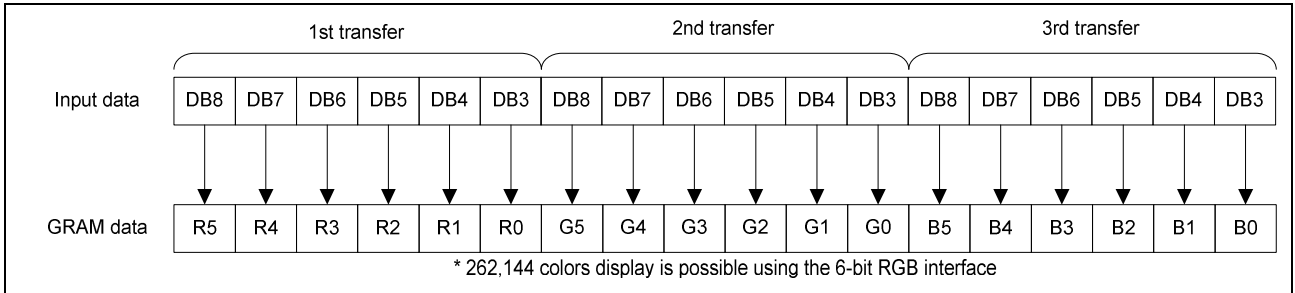 1st transfer 2nd transfer 3rd transfer
Input data DB8 DB7 DB6 DB5 DB4 DB3 DB8 DB7 DB6 DB5 DB4 DB3 DB8 DB7 DB6 DB5 DB4 DB3
GRAM data R5 R4 R3 R2 R1 R0 G5 G4 G3 G2 G1 G0 B5 B4 B3 B2 B1 B0
* 262,144 colors display is possible using the 6-bit RGB interface